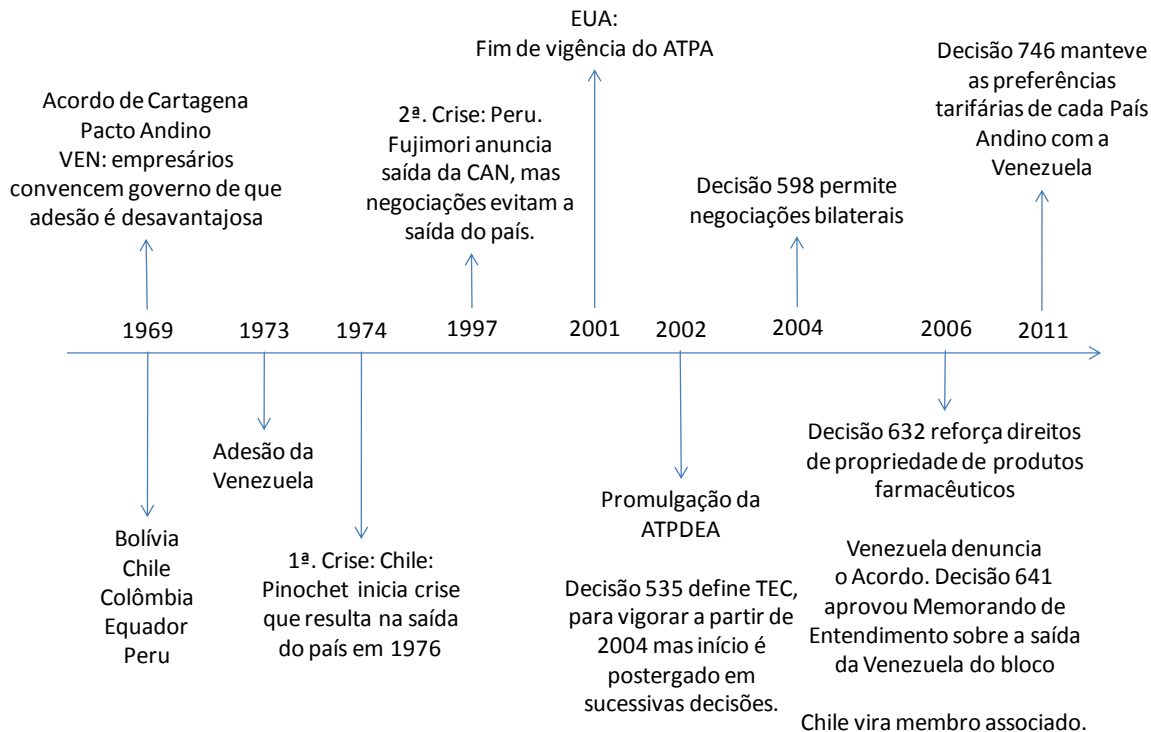 EUA:
Fim de vigência do ATPA
Decisão 746 manteve
as preferências
tarifárias de cada País
Andino com a
Venezuela
Acordo de Cartagena
Pacto Andino
VEN: empresários
convencem governo de que
adesão é desavantajosa
2ª. Crise: Peru.
Fujimori anuncia
saída da CAN, mas
negociações evitam a
saída do país.
Decisão 598 permite
negociações bilaterais
1969 1973 1974 1997 2001 2002 2004 2006 2011
Bolívia
Chile
Colômbia
Equador
Peru
Adesão da
Venezuela
1ª. Crise: Chile:
Pinochet inicia crise
que resulta na saída
do país em 1976
Promulgação da
ATPDEA
Decisão 535 define TEC,
para vigorar a partir de
2004 mas início é
postergado em
sucessivas decisões.
Decisão 632 reforça direitos
de propriedade de produtos
farmacêuticos
Venezuela denuncia
o Acordo. Decisão 641
aprovou Memorando de
Entendimento sobre a saída
da Venezuela do bloco
Chile vira membro associado.